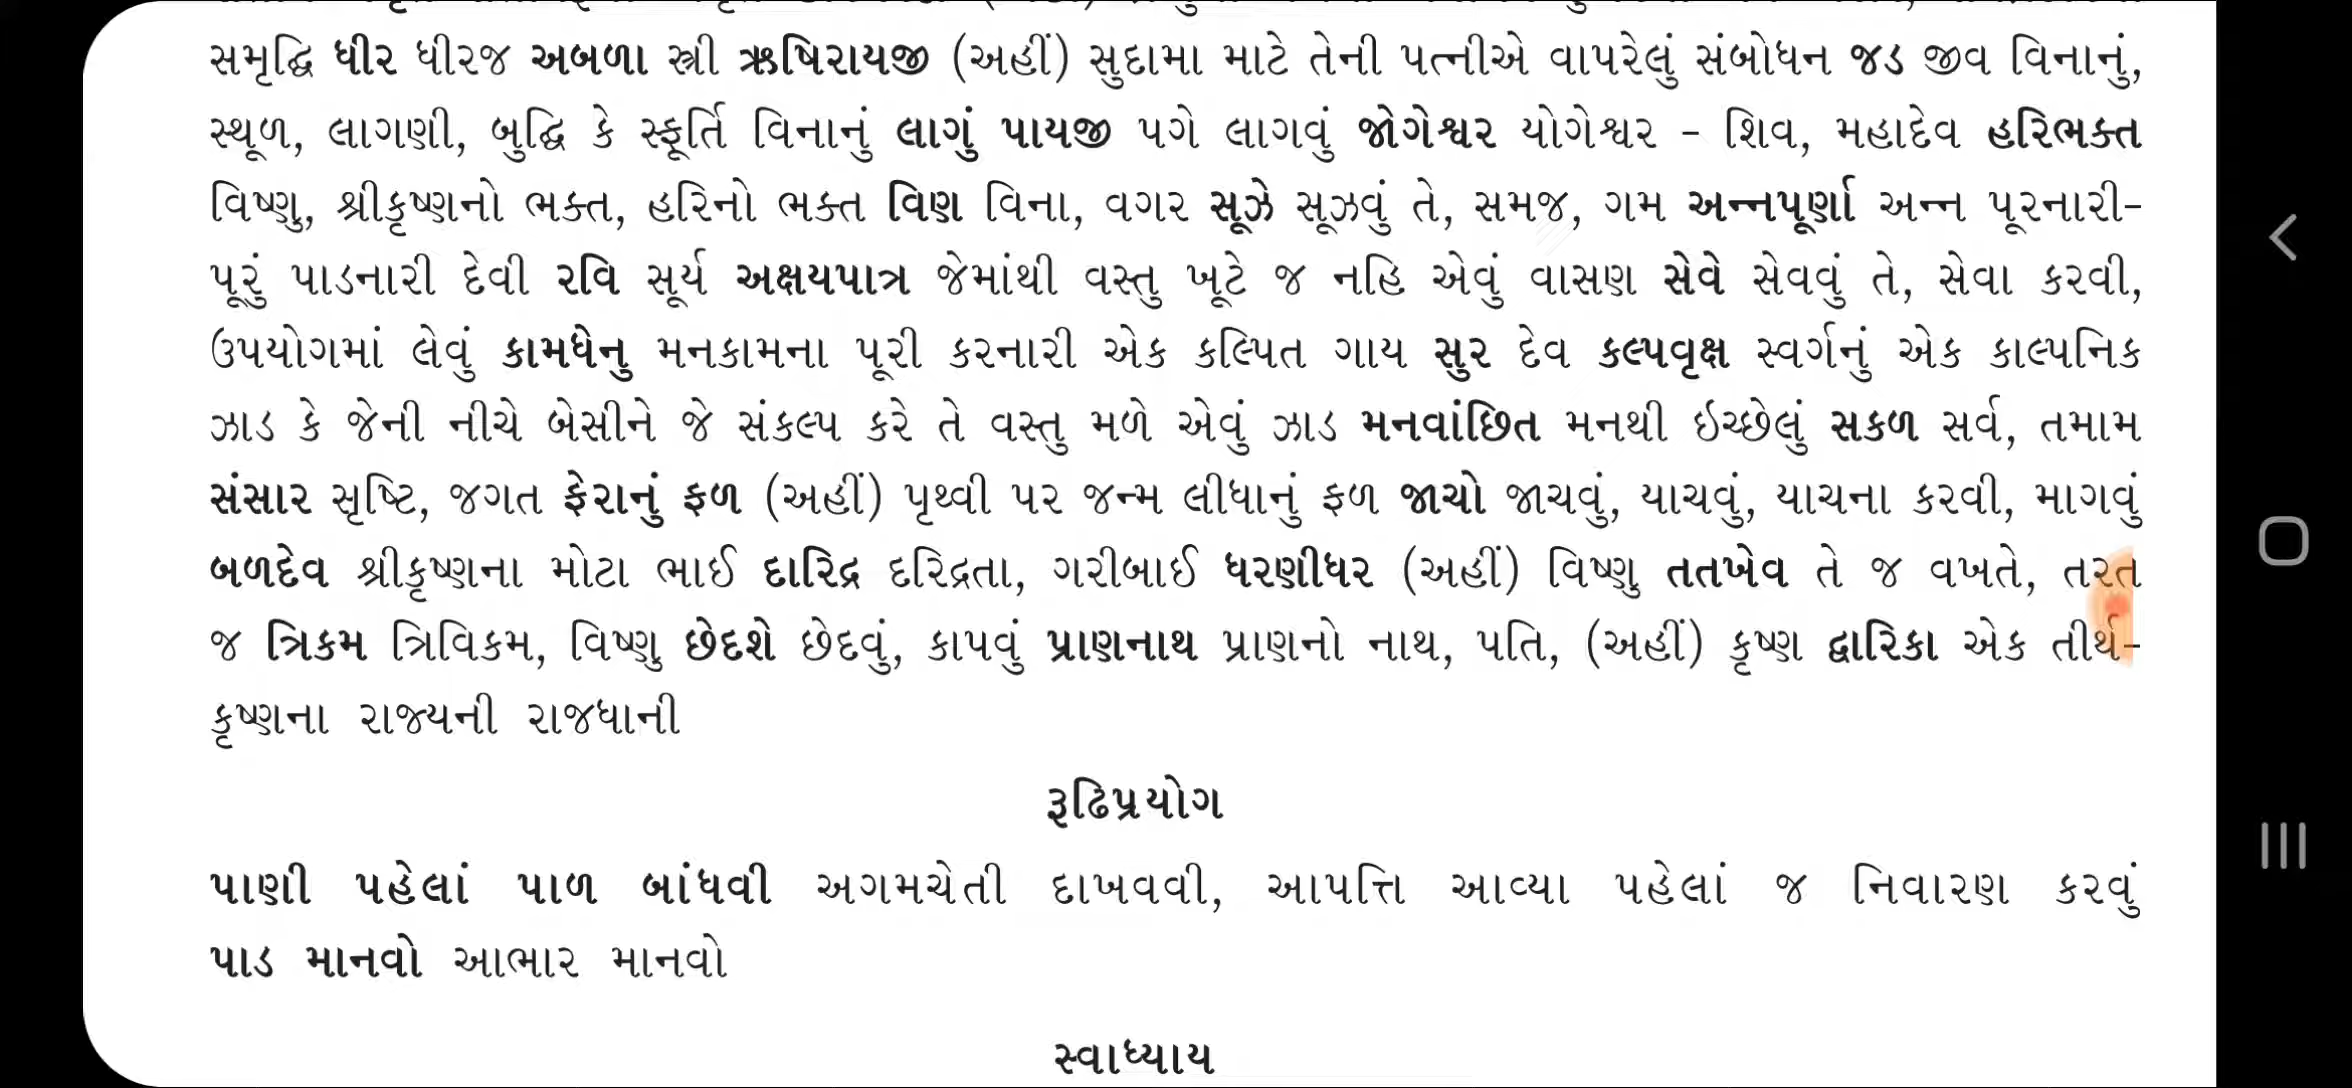 સમૃદ્ધિ ધીર ધીરજ અબળા સ્ત્રી ઋષિરાયજી (અહીં) સુદામા માટે તેની પત્નીએ વાપરેલું સંબોધન જડ જીવ વિનાનું,
સ્થૂળ, લાગણી, બુદ્ધિ કે સ્ફૂર્તિ વિનાનું લાગું પાયજી પગે લાગવું જોગેશ્વર યોગેશ્વર - શિવ, મહાદેવ હરિભક્ત
વિષ્ણુ, શ્રીકૃષ્ણનો ભક્ત, હરિનો ભક્ત વિણ વિના, વગર સૂઝે સૂઝવું તે, સમજ, ગમ અન્નપૂર્ણા અન્ન પૂરનારી-
પૂરું પાડનારી દેવી રવિ સૂર્ય અક્ષયપાત્ર જેમાંથી વસ્તુ ખૂટે જ નહિ એવું વાસણ સેવે સેવવું તે, સેવા કરવી,
ઉપયોગમાં લેવું કામધેનુ મનકામના પૂરી કરનારી એક કલ્પિત ગાય સુર દેવ કલ્પવૃક્ષ સ્વર્ગનું એક કાલ્પનિક
ઝાડ કે જેની નીચે બેસીને જે સંકલ્પ કરે તે વસ્તુ મળે એવું ઝાડ મનવાંછિત મનથી ઇચ્છેલું સકળ સર્વ, તમામ
સંસાર સૃષ્ટિ, જગત ફેરાનું ફળ (અહીં) પૃથ્વી પર જન્મ લીધાનું ફળ જાચો જાચવું, યાચવું, યાચના કરવી, માગવું
બળદેવ શ્રીકૃષ્ણના મોટા ભાઈ દારિદ્ર દરિદ્રતા, ગરીબાઈ ધરણીધર (અહીં) વિષ્ણુ તતખેવ તે જ વખતે, તરત
જ ત્રિકમ ત્રિવિકમ, વિષ્ણુ છેદશે છેદવું, કાપવું પ્રાણનાથ પ્રાણનો નાથ, પતિ, (અહીં) કૃષ્ણ દ્વારિકા એક તીર્થ-
કૃષ્ણના રાજ્યની રાજધાની
રૂઢિપ્રયોગ
પાણી પહેલાં પાળ બાંધવી અગમચેતી દાખવવી, આપત્તિ આવ્યા પહેલાં જ નિવારણ કરવું
પાડ માનવો આભાર માનવો
સ્વાધ્યાય